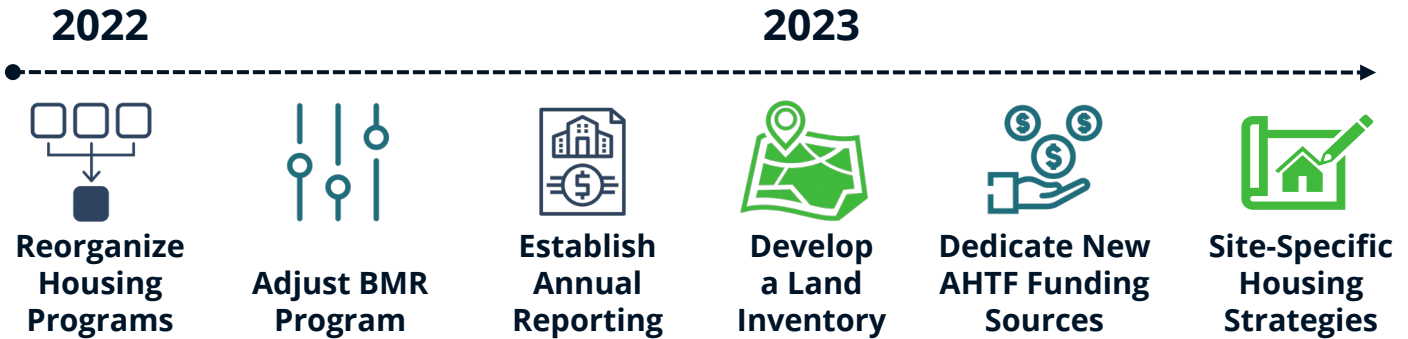 2022
2023
Reorganize
Housing
Programs
Adjust BMR
Program
Establish
Annual
Reporting
Develop
a Land
Inventory
Dedicate New
AHTF Funding
Sources
Site-Specific
Housing
Strategies